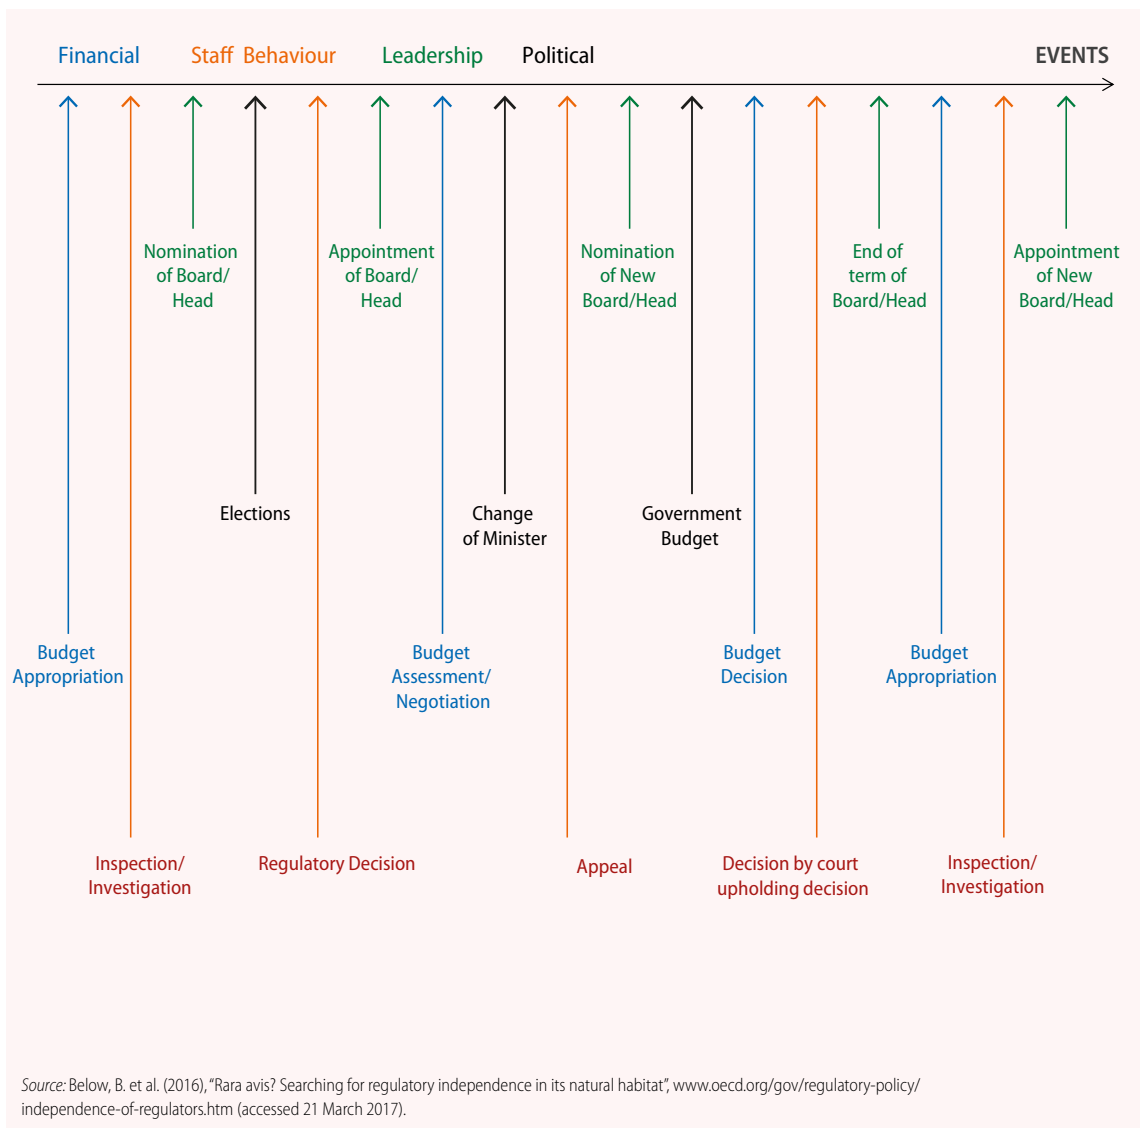 Financial
Staff Behaviour
Leadership
Political
EVENTS
Nomination
of Board/
Head
Appointment
of Board/
Head
Nomination
of New
Board/Head
End of
term of
Board/Head
Appointment
of New
Board/Head
Elections
Change
of Minister
Government
Budget
Budget
Appropriation
Budget
Assessment/
Negotiation
Budget
Decision
Budget
Appropriation
Inspection/
Investigation
Regulatory Decision
Appeal
Decision by court
upholding decision
Inspection/
Investigation
Source: Below, B. et al. (2016), “Rara avis? Searching for regulatory independence in its natural habitat”, www.oecd.org/gov/regulatory-policy/
independence-of-regulators.htm (accessed 21 March 2017).